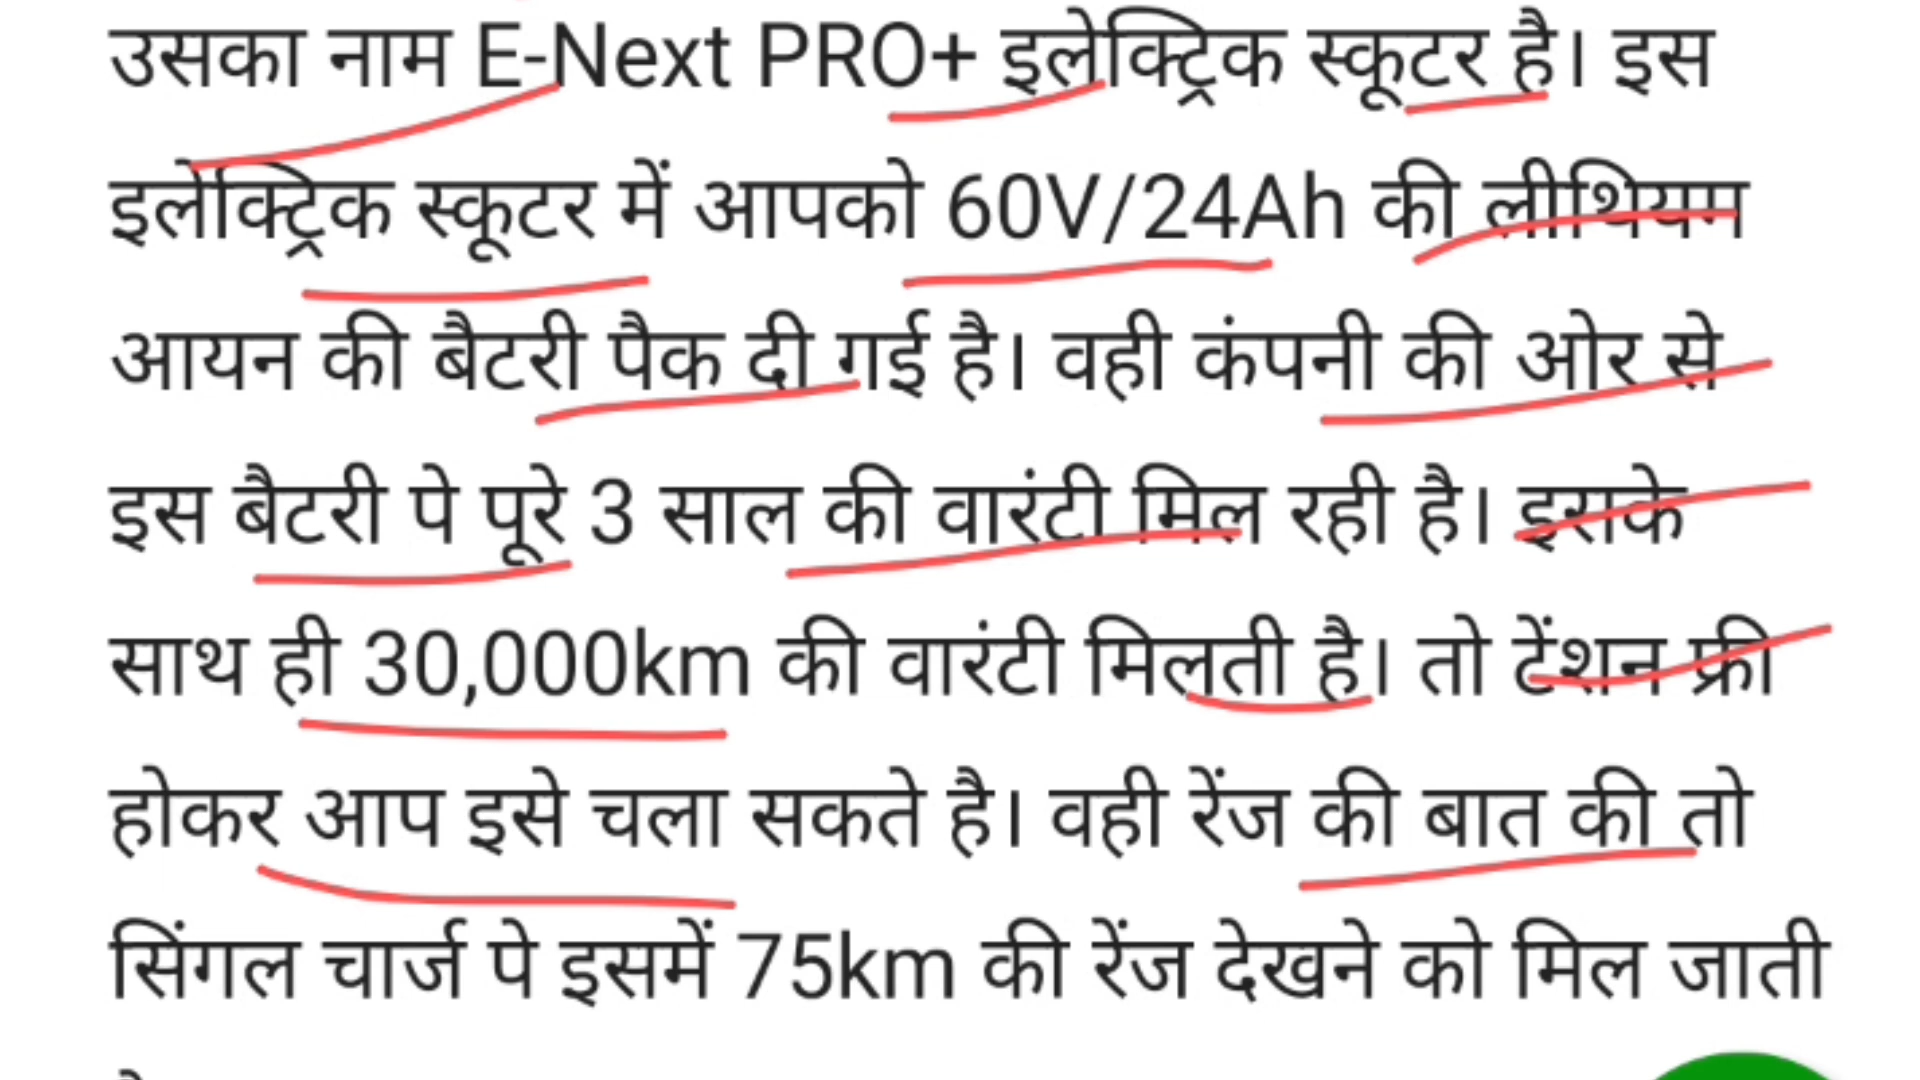 उसका नाम E-Next PRO+ इलेक्ट्रिक स्कूटर है। इस
इलेक्ट्रिक स्कूटर में आपको 60V/24Ah की लीथियम
आयन की बैटरी पैक दी गई है। वही कंपनी की ओर से
इस बैटरी पे पूरे 3 साल की वारंटी मिल रही है। इसके
साथ ही 30,000km की वारंटी मिलती है। तो टेंशन फ्री
होकर आप इसे चला सकते है। वही रेंज की बात की तो
सिंगल चार्ज पे इसमें 75km की रेंज देखने को मिल जाती